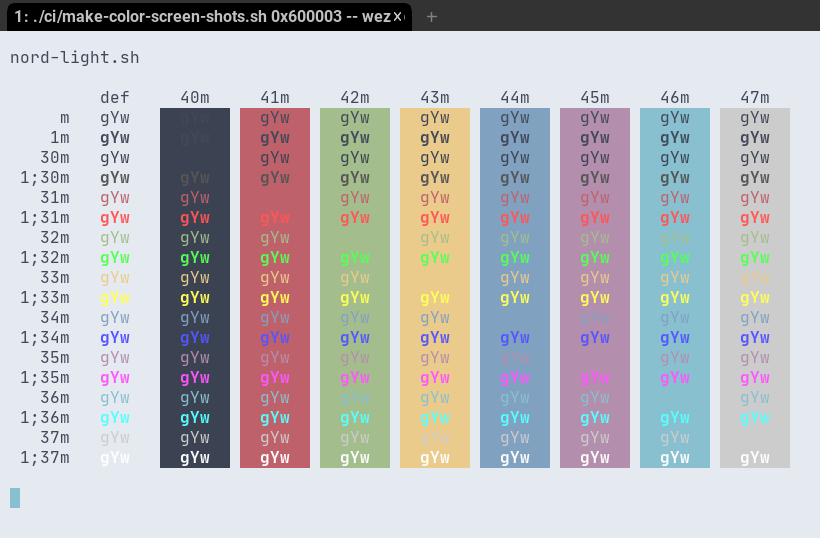 1: ./ci/make-color-screen-shots.sh 0x600003 -- wez
nord-light.sh
def 40m 41m 42m 43m 44m 45m 46m 47m
m gYw gYw gYw gYw gYw gYw gYw gYw gYw
1m gYw gYw gYw gYw gYw gYw gYw gYw gYw
30m gYw gYw gYw gYw gYw gYw gYw gYw
1;30m gYw gYw gYw gYw gYw gYw gYw gYw gYw
31m gYw gYw gYw gYw gYw gYw gYw gYw
1;31m gYw gYw gYw gYw gYw gYw gYw gYw gYw
32m gYw gYw gYw gYw gYw gYw gYw gYw
1;32m gYw gYw gYw gYw gYw gYw gYw gYw gYw
33m gYw gYw gYw gYw gYw gYw gYw gYw
1;33m gYw gYw gYw gYw gYw gYw gYw gYw gYw
34m gYw gYw gYw gYw gYw gYw gYw gYw
1;34m gYw gYw gYw gYw gYw gYw gYw gYw gYw
35m gYw gYw gYw gYw gYw gYw gYw gYw
1;35m gYw gYw gYw gYw gYw gYw gYw gYw gYw
36m gYw gYw gYw gYw gYw gYw gYw gYw
1;36m gYw gYw gYw gYw gYw gYw gYw gYw gYw
37m gYw gYw gYw gYw gYw gYw gYw gYw
1;37m gYw gYw gYw gYw gYw gYw gYw gYw gYw